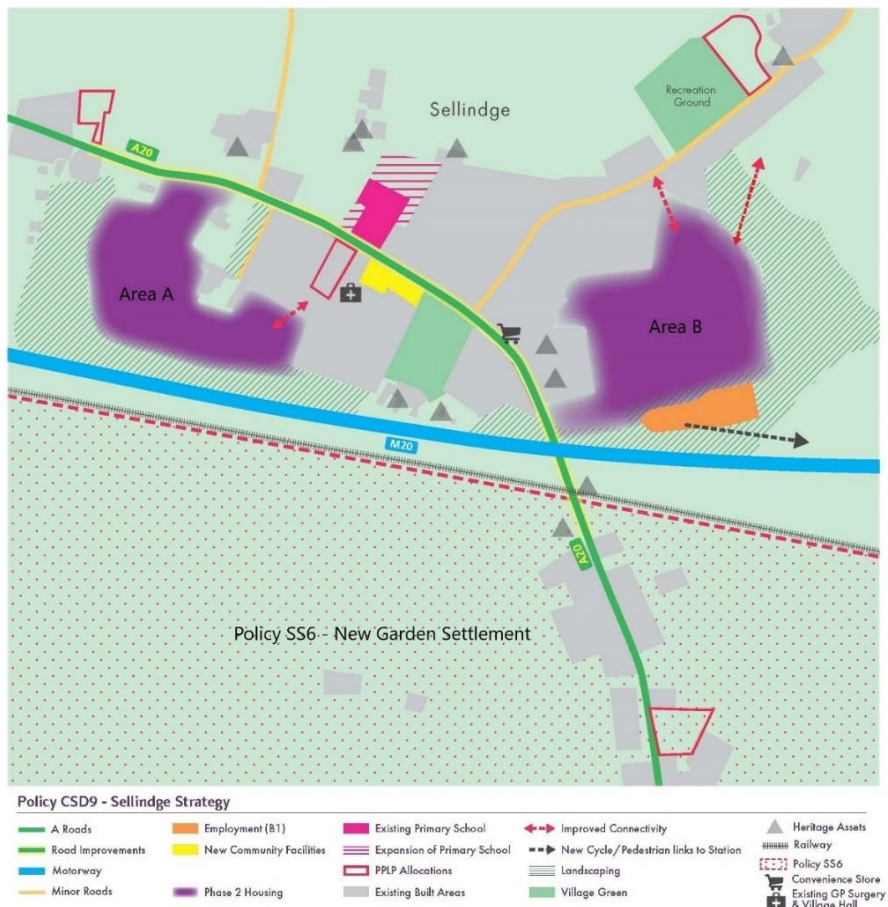 Sellindge
Recreation
Ground
A20
Area A
Area B
M20
A20
Policy SS6 - New Garden Settlement
Policy CSD9 - Sellindge Strategy
A Roads
Road Improvements
Motorway
Minor Roads
Employment (B1)
New Community Facilities
Phase 2 Housing
Existing Primary School
Expansion of Primary School
PPLP Allocations
Existing Built Areas
Improved Connectivity
New Cycle/Pedestrian links to Station
Landscaping
Village Green
Heritage Assets
Railway
Policy SS6
Convenience Store
Existing GP Surgery
& Village Hall